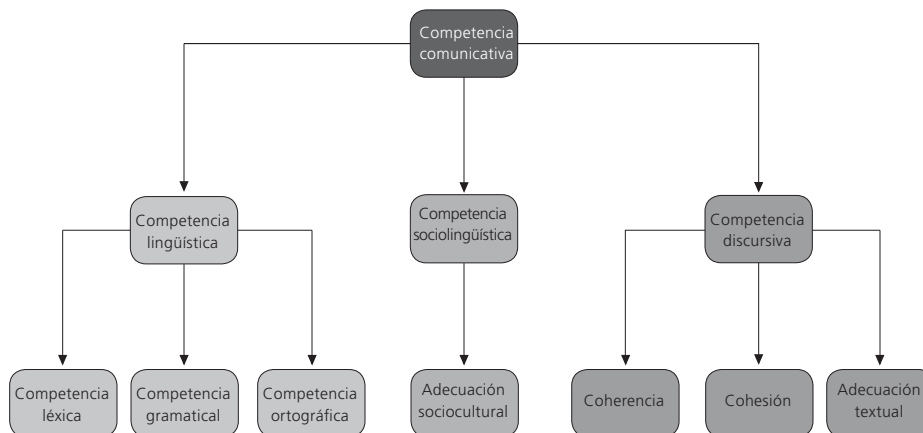 Competencia
comunicativa
Competencia
lingüística
Competencia
sociolingüística
Competencia
discursiva
Competencia
léxica
Competencia
gramatical
Competencia
ortográfica
Adecuación
sociocultural
Coherencia
Cohesión
Adecuación
textual